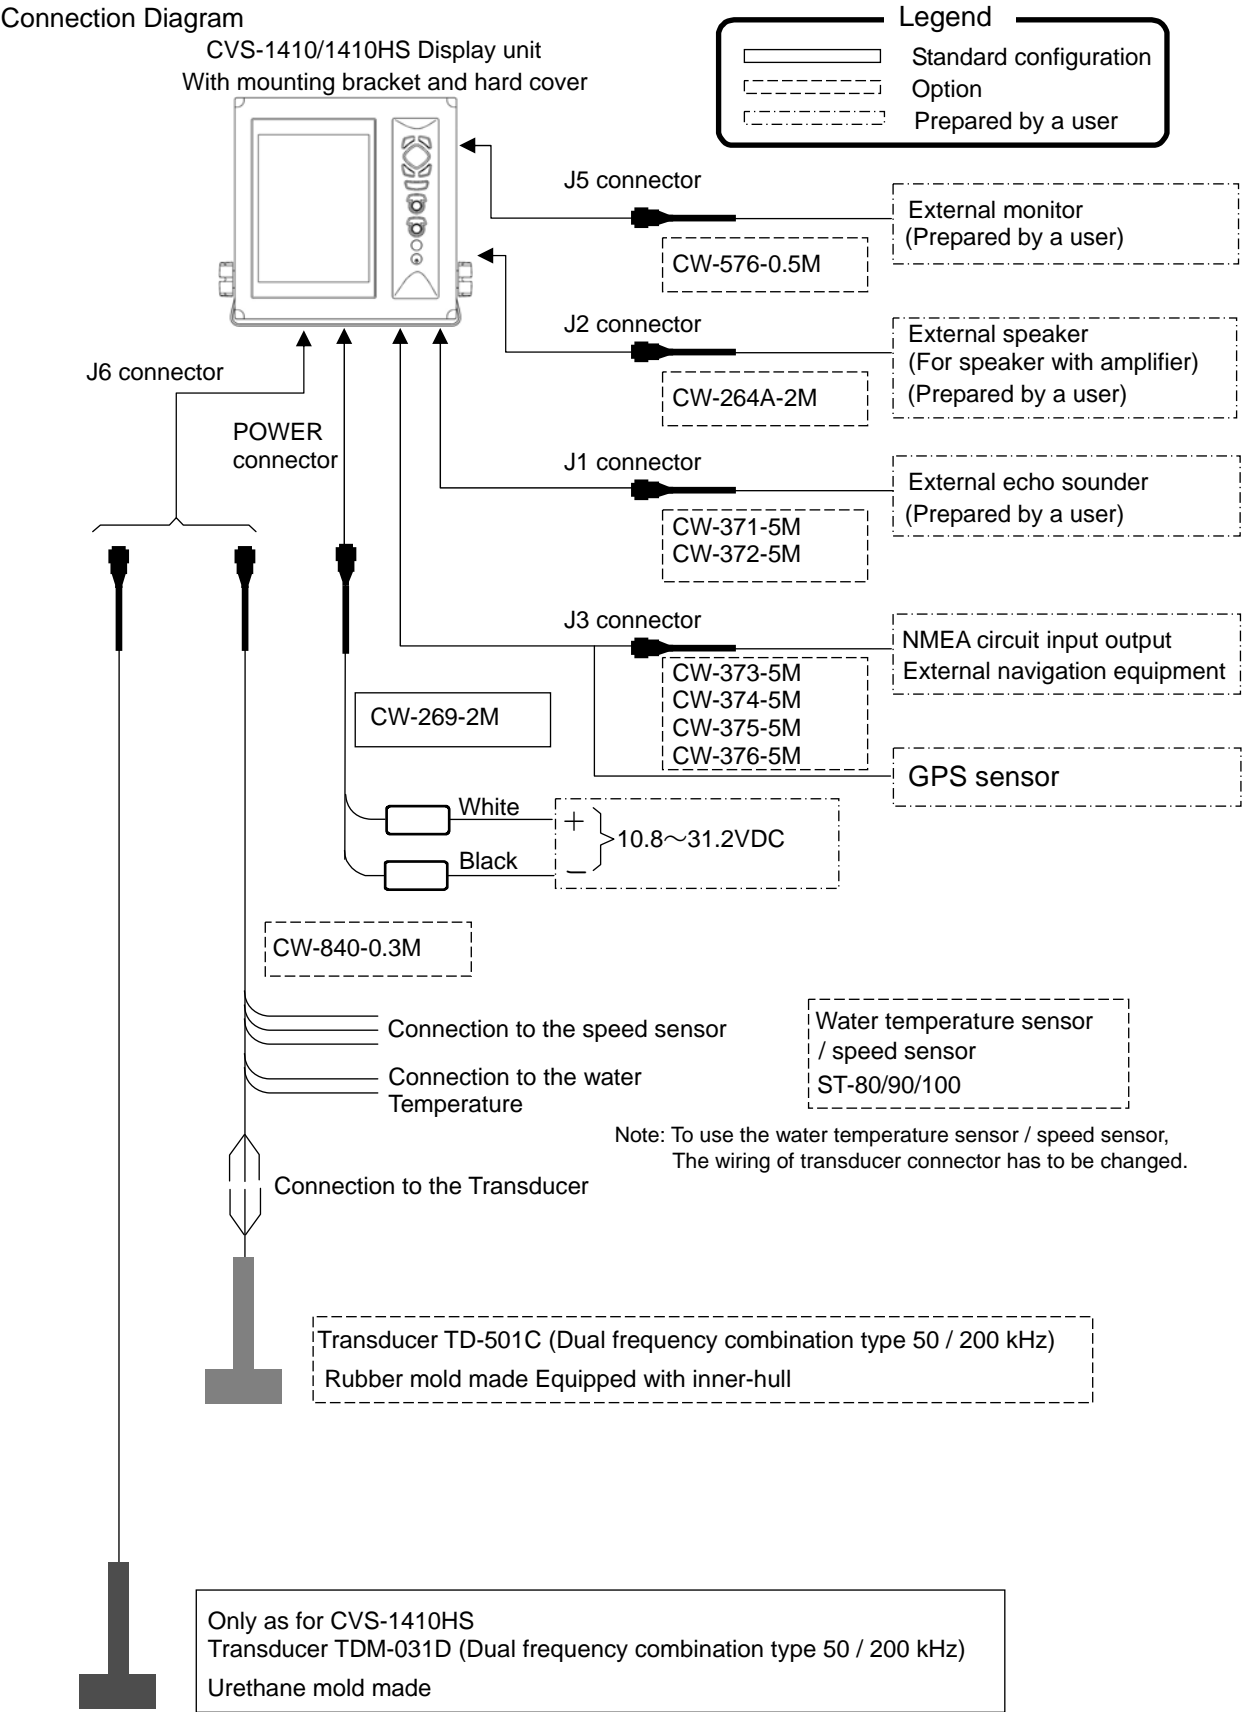 Connection Diagram
CVS-1410/1410HS Display unit
With mounting bracket and hard cover
Legend
Standard configuration
Option
Prepared by a user
J5 connector
External monitor
(Prepared by a user)
CW-576-0.5M
J2 connector
External speaker
(For speaker with amplifier)
(Prepared by a user)
CW-264A-2M
J6 connector
POWER
connector
J1 connector
External echo sounder
(Prepared by a user)
CW-371-5M
CW-372-5M
J3 connector
NMEA circuit input output
External navigation equipment
CW-373-5M
CW-374-5M
CW-375-5M
CW-376-5M
GPS sensor
CW-269-2M
White
+
10.8～31.2VDC
Black
－
CW-840-0.3M
Connection to the speed sensor
Connection to the water
Temperature
Water temperature sensor
/ speed sensor
ST-80/90/100
Note: To use the water temperature sensor / speed sensor,
The wiring of transducer connector has to be changed.
Connection to the Transducer
Transducer TD-501C (Dual frequency combination type 50 / 200 kHz)
Rubber mold made Equipped with inner-hull
Only as for CVS-1410HS
Transducer TDM-031D (Dual frequency combination type 50 / 200 kHz)
Urethane mold made